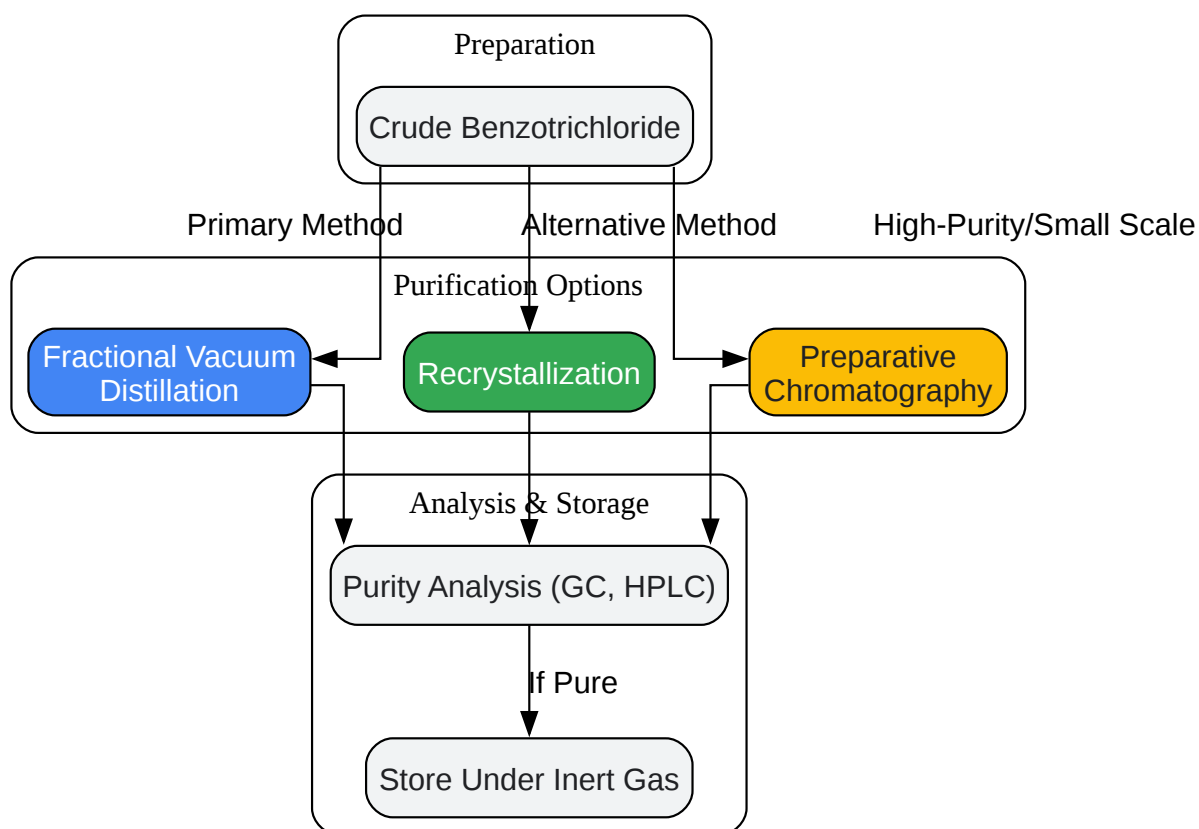 Preparation
Crude Benzotrichloride
Primary Method
Alternative Method
High-Purity/Small Scale
Purification Options
Fractional Vacuum
Distillation
Recrystallization
Preparative
Chromatography
Analysis & Storage
Purity Analysis (GC, HPLC)
If Pure
Store Under Inert Gas